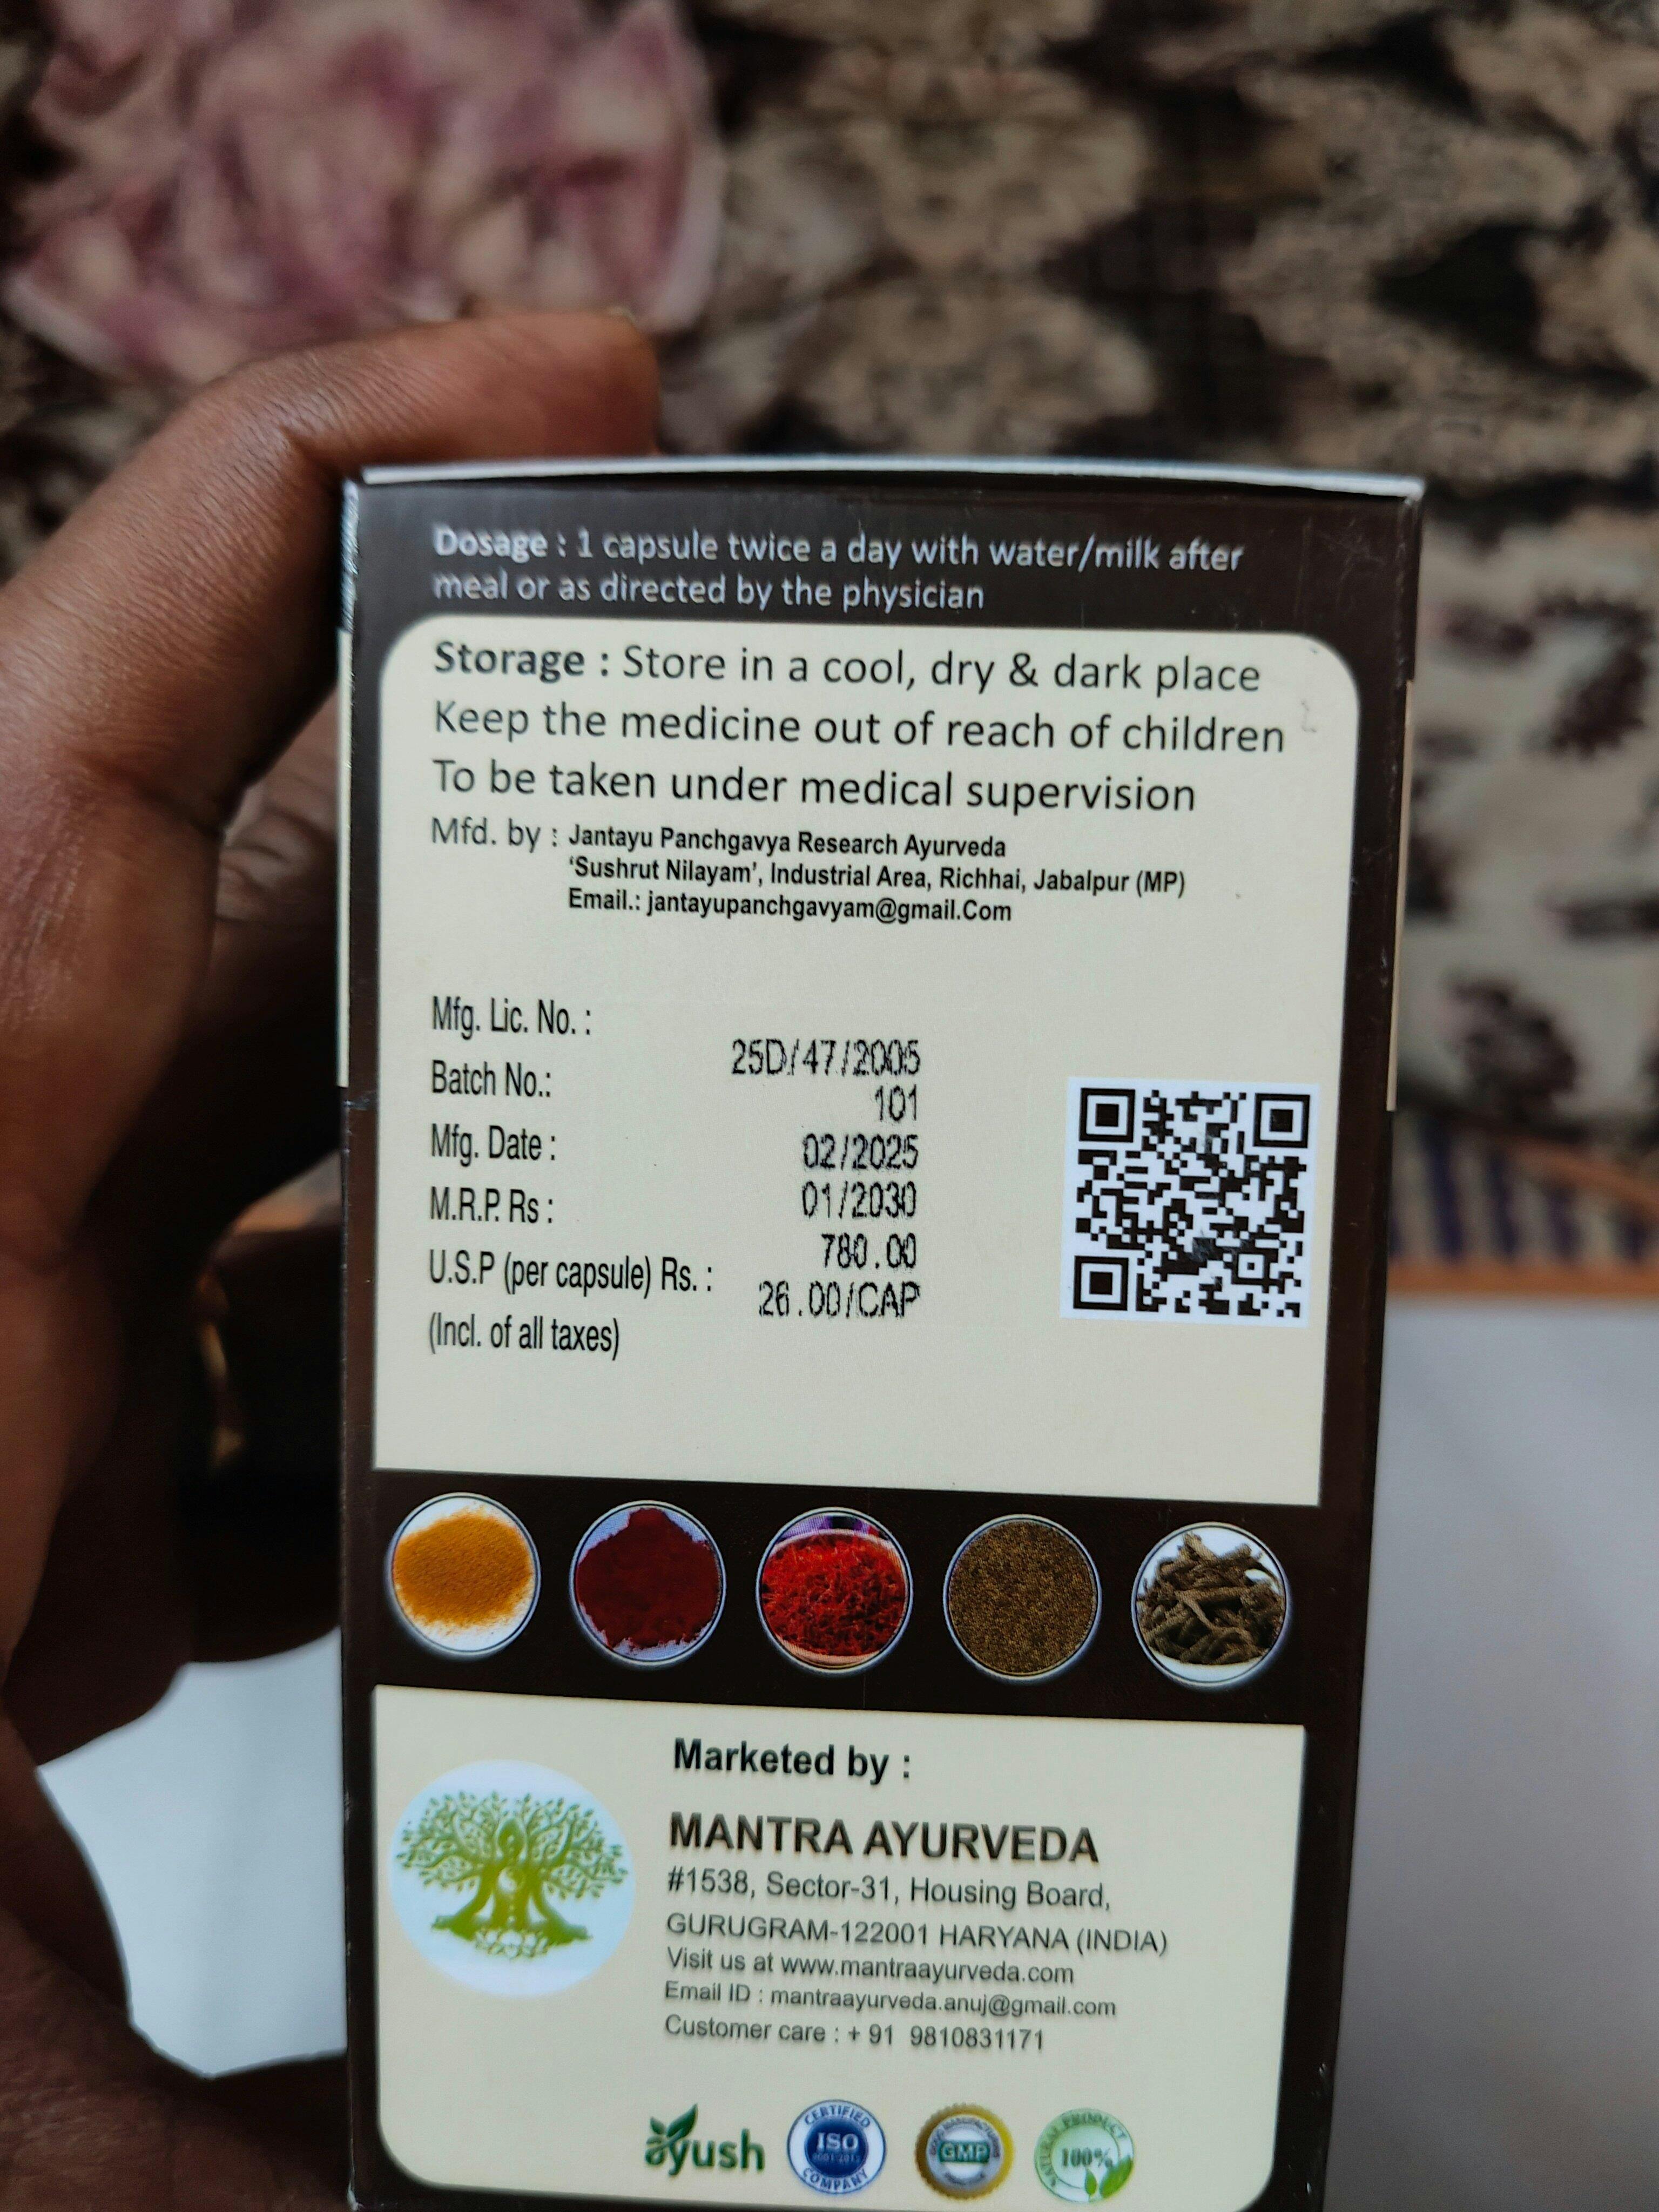 Dosage : 1 capsule twice a day with water/milk after
meal or as directed by the physician
Storage : Store in a cool, dry & dark place
Keep the medicine out of reach of children
To be taken under medical supervision
Mfd. by : Jantayu Panchgavya Research Ayurveda
'Sushrut Nilayam', Industrial Area, Richhai, Jabalpur (MP)
Email.: jantayupanchgavyam@gmail.Com
Mfg. Lic. No. :
25D/47/2005
Batch No.:
101
Mfg. Date :
02/2025
M.R.P. Rs :
01/2030
780.00
U.S.P (per capsule) Rs. :
26.00/CAP
(Incl. of all taxes)
Marketed by :
MANTRA AYURVEDA
#1538, Sector-31, Housing Board,
GURUGRAM-122001 HARYANA (INDIA)
Visit us at www.mantraayurveda.com
Email ID : mantraayurveda.anuj@gmail.com
Customer care : + 91 9810831171
ayush
CERTIFIED
ISO
COMPANY
GMP
NATURAL PRODUCT
100%